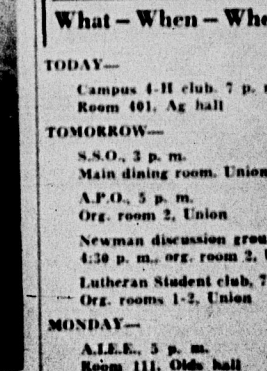 What — When — Whe
TODAY—
Campus 4-H club, 7 p.
Room 401, Ag hall
TOMORROW—
S.S.O., 3 p. m.
Main dining room, Union
A.P.O., 5 p. m.
Org. room 2, Union
Newman discussion grou
4:30 p. m., org. room 2,
Lutheran Student club, 7
Org. rooms 1-2, Union
MONDAY—
A.I.E.E., 5 p. m.
Room 111, Olds hall